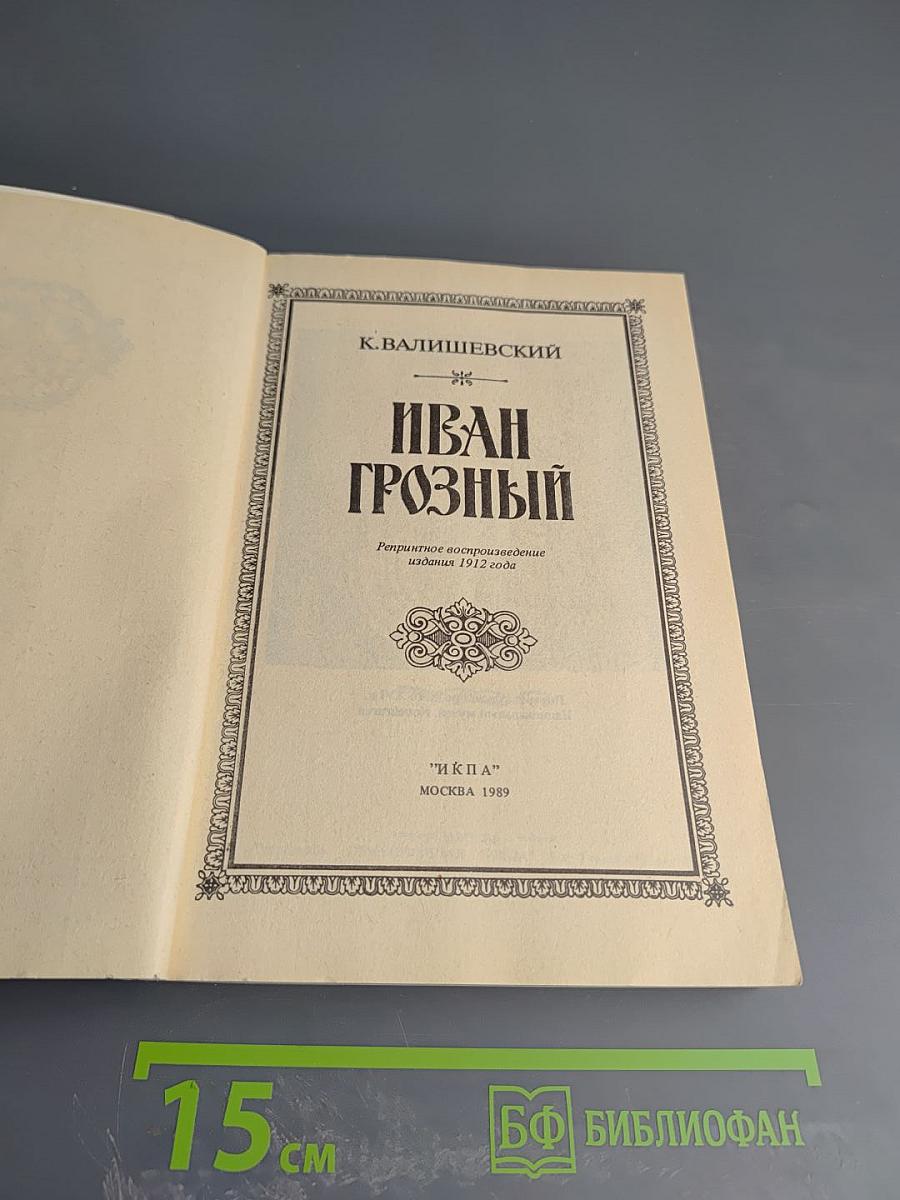 К. ВАЛИШЕВСКИЙ
ИВАН
ГРОЗНЫЙ
Репринтное воспроизведение
издания 1912 года
"ИКПА"
МОСКВА 1989
15 см
БФ БИБЛИОФАН